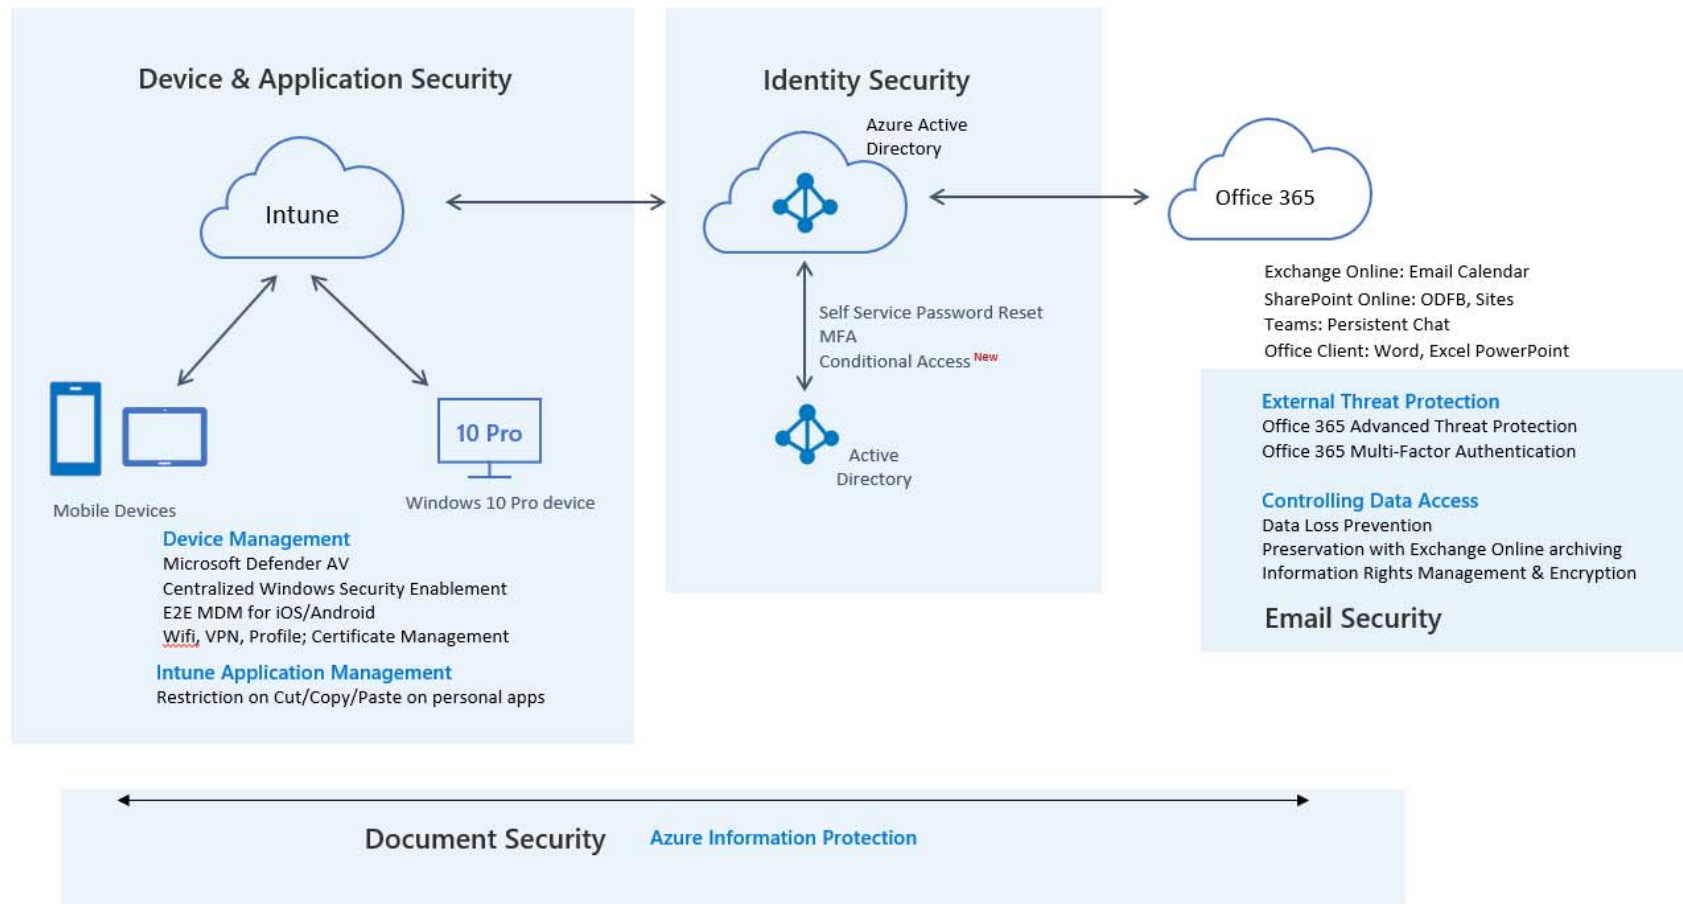 Device & Application Security
Intune
Mobile Devices
10 Pro
Windows 10 Pro device
Device Management
Microsoft Defender AV
Centralized Windows Security Enablement
E2E MDM for iOS/Android
Wifi, VPN, Profile; Certificate Management
Intune Application Management
Restriction on Cut/Copy/Paste on personal apps
Identity Security
Azure Active
Directory
Self Service Password Reset
MFA
Conditional Access New
Active
Directory
Office 365
Exchange Online: Email Calendar
SharePoint Online: ODFB, Sites
Teams: Persistent Chat
Office Client: Word, Excel PowerPoint
External Threat Protection
Office 365 Advanced Threat Protection
Office 365 Multi-Factor Authentication
Controlling Data Access
Data Loss Prevention
Preservation with Exchange Online archiving
Information Rights Management & Encryption
Email Security
Document Security Azure Information Protection